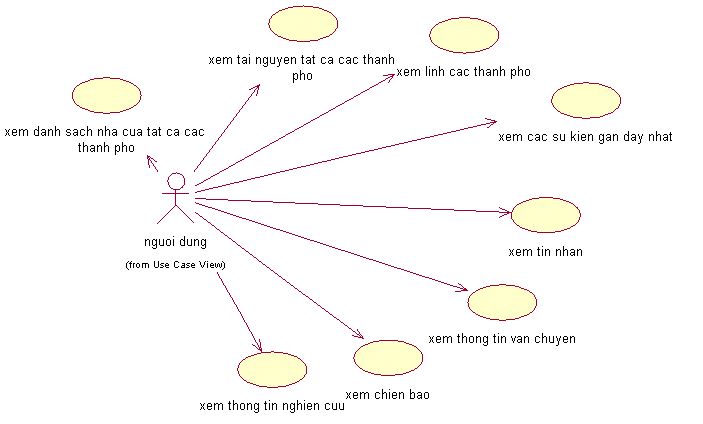 xem tai nguyen tat ca cac thanh
pho
xem linh cac thanh pho
xem danh sach nha cua tat ca cac
thanh pho
xem cac su kien gan day nhat
nguoi dung
(from Use Case View)
xem tin nhan
xem thong tin van chuyen
xem chien bao
xem thong tin nghien cuu